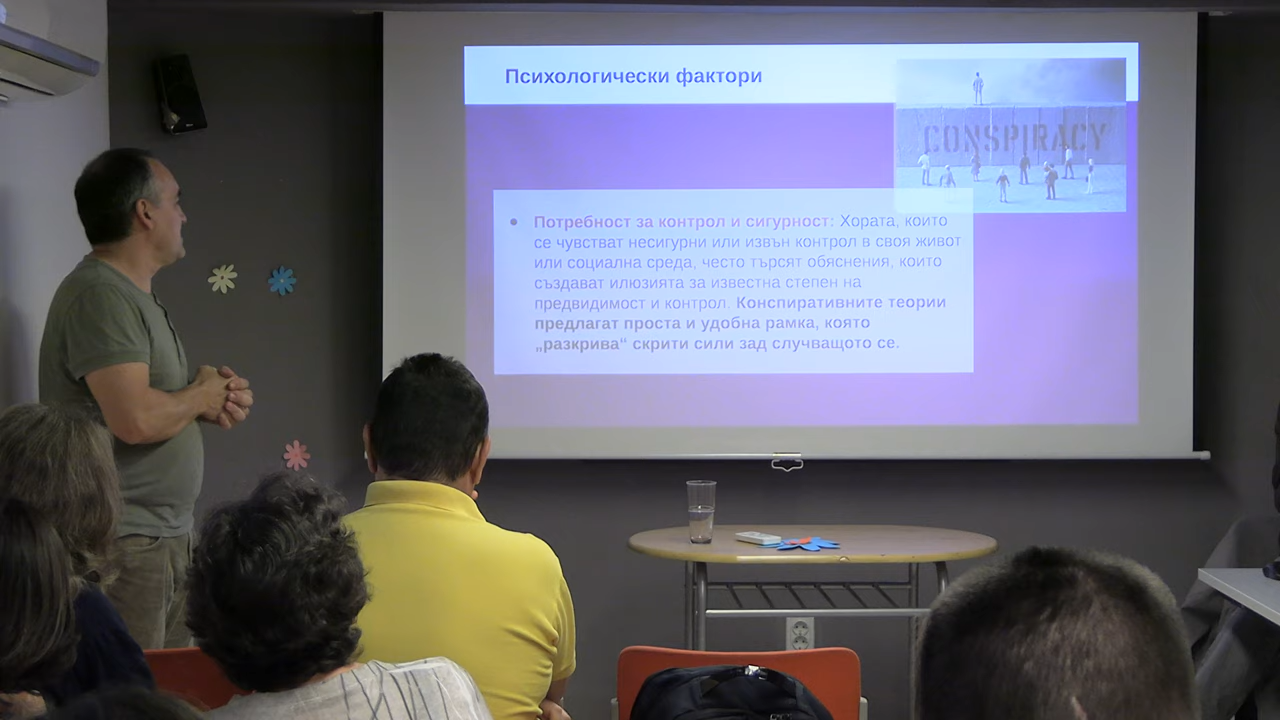 Психологически фактори
CONSPIRACY
Потребност за контрол и сигурност: Хората, които
се чувстват несигурни или извън контрол в своя живот
или социална среда, често търсят обяснения, които
създават илюзията за известна степен на
предвидимост и контрол. Конспиративните теории
предлагат проста и удобна рамка, която
„разкрива“ скрити сили зад случващото се.